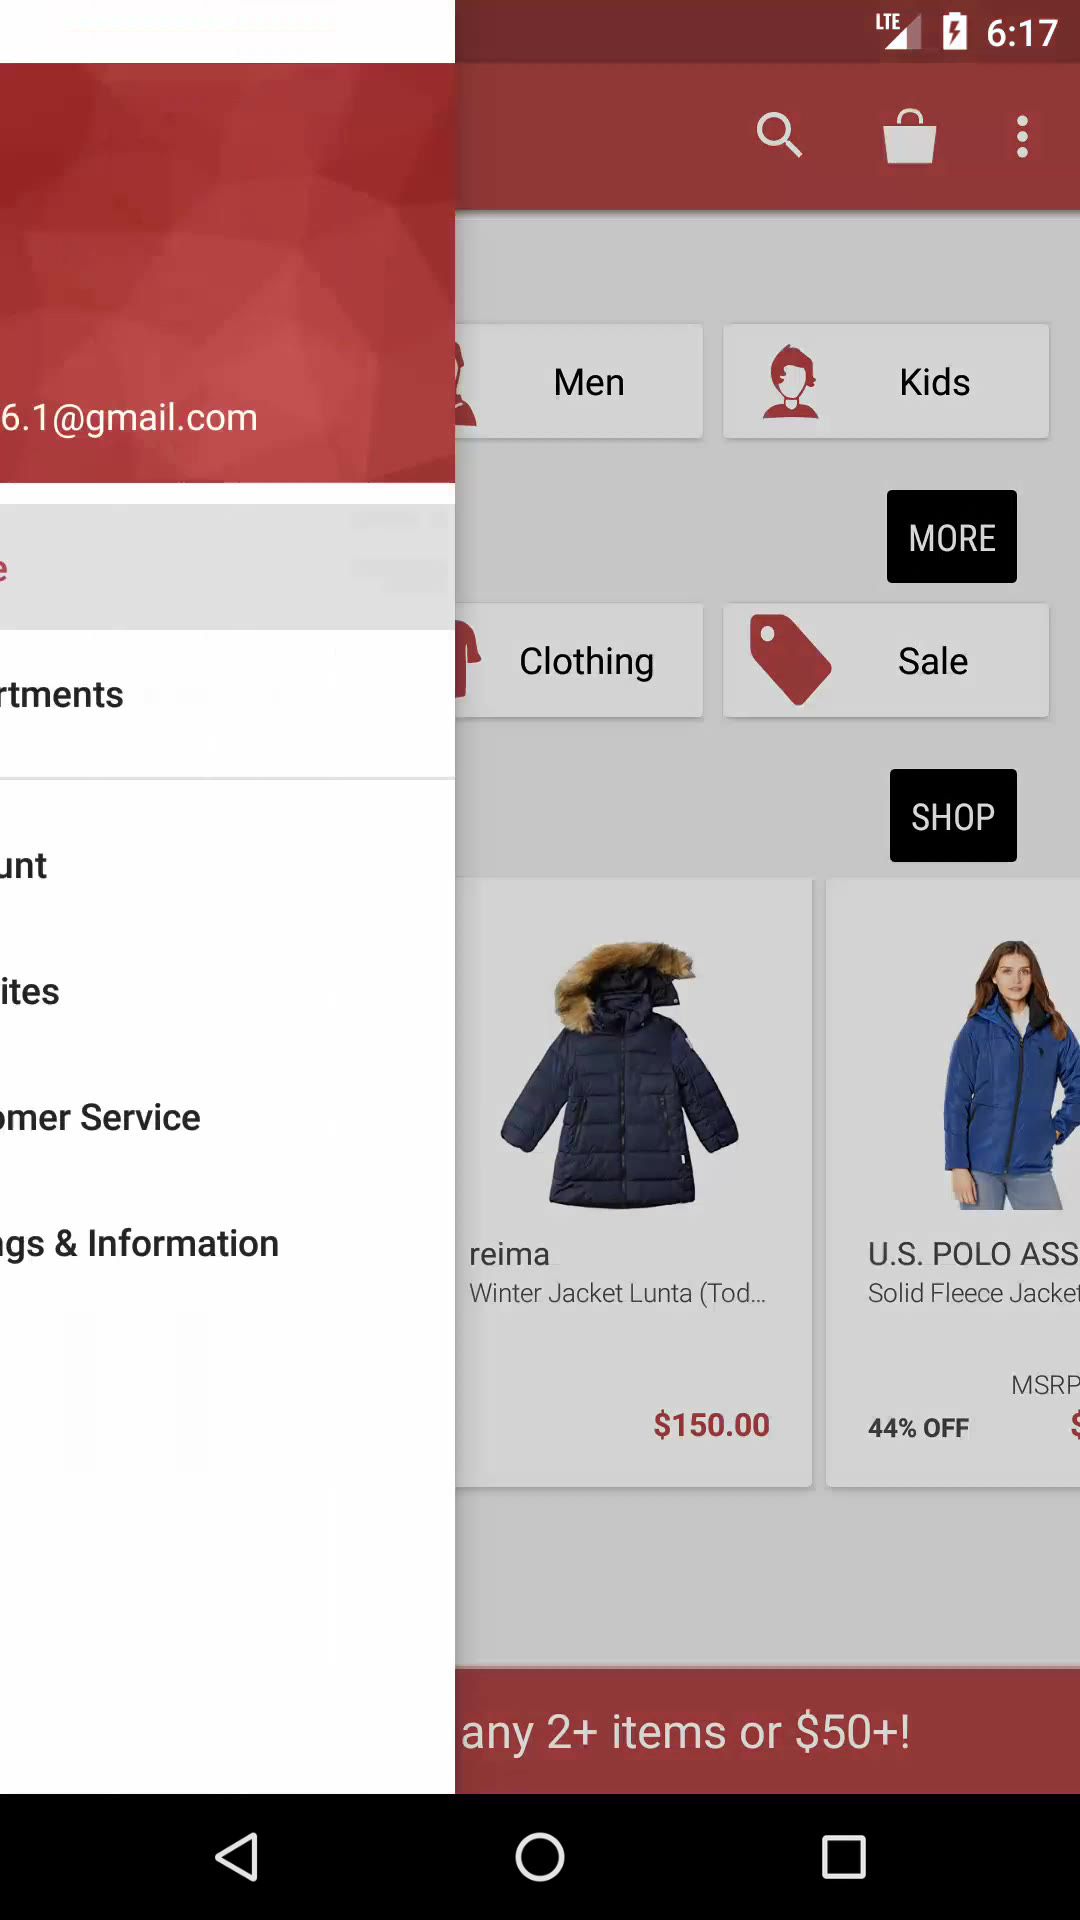 LTE 6:17
6.1@gmail.com
Men
Kids
e
MORE
rtments
Clothing
Sale
SHOP
unt
ites
omer Service
ngs & Information
reima
Winter Jacket Lunta (Tod...
$150.00
U.S. POLO ASS
Solid Fleece Jacket
MSRP
44% OFF
$
any 2+ items or $50+!